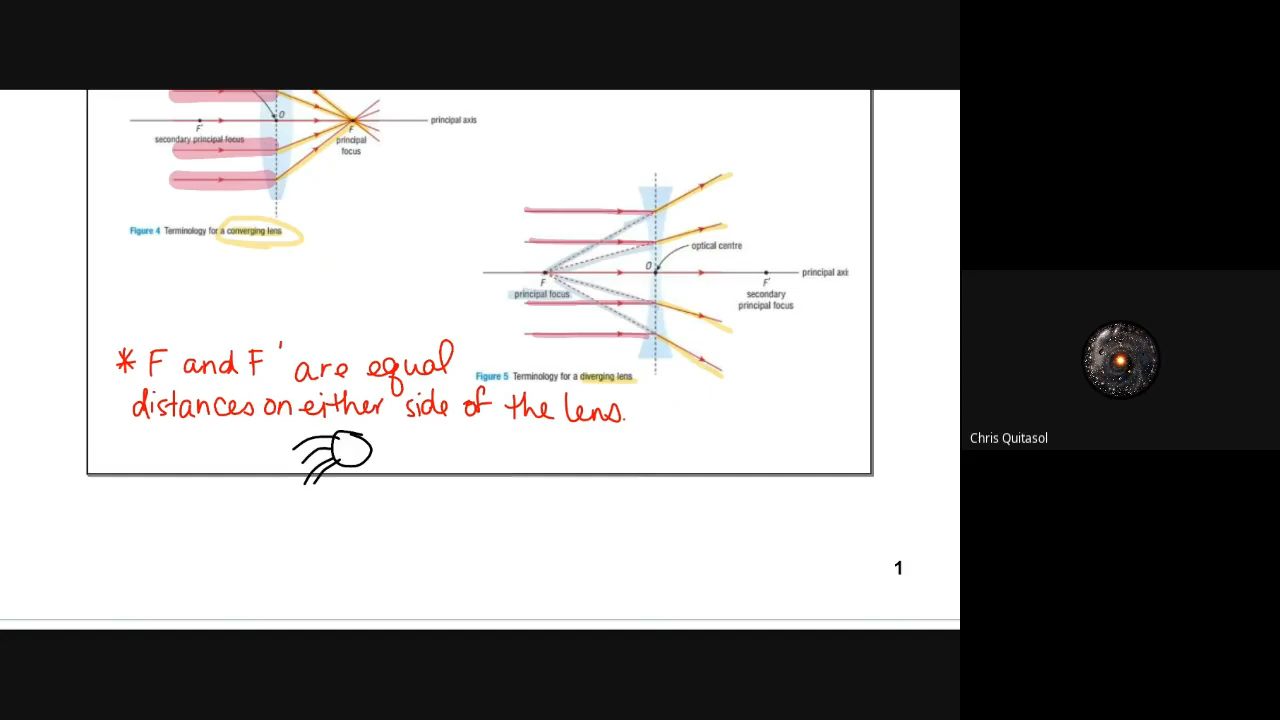 O
F'
F
principal axis
secondary principal focus
principal
focus
Figure 4 Terminology for a converging lens
optical centre
O
F
F'
principal axi
principal focus
secondary
principal focus
Figure 5 Terminology for a diverging lens
* F and F' are equal
distances on either side of the lens.
1
Chris Quitasol